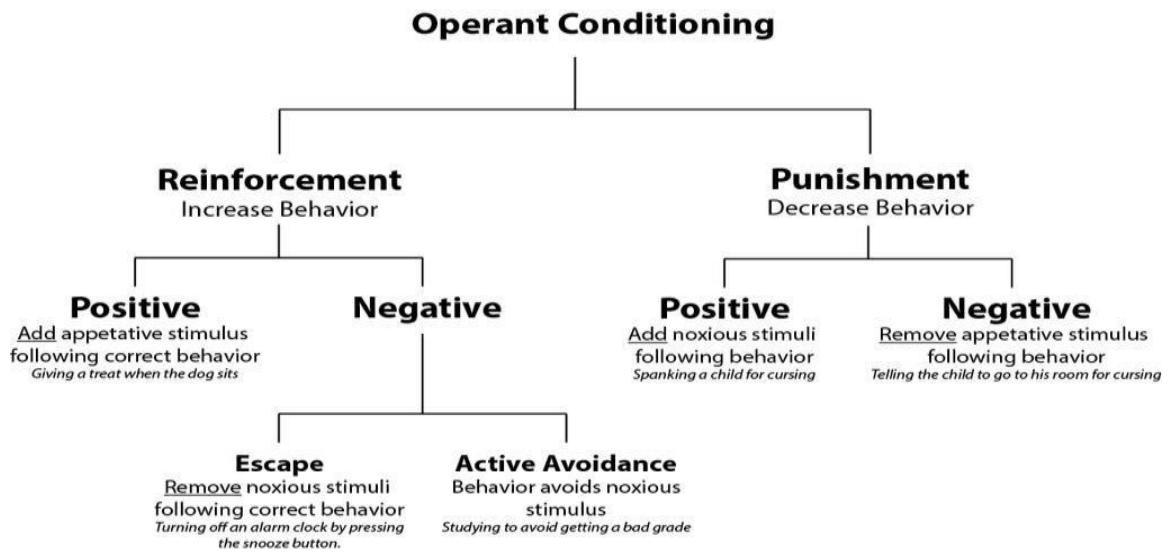 Operant Conditioning
Reinforcement
Increase Behavior
Punishment
Decrease Behavior
Positive
Add appetative stimulus
following correct behavior
Giving a treat when the dog sits
Negative
Positive
Add noxious stimuli
following behavior
Spanking a child for cursing
Negative
Remove appetative stimulus
following behavior
Telling the child to go to his room for cursing
Escape
Remove noxious stimuli
following correct behavior
Turning off an alarm clock by pressing
the snooze button.
Active Avoidance
Behavior avoids noxious
stimulus
Studying to avoid getting a bad grade